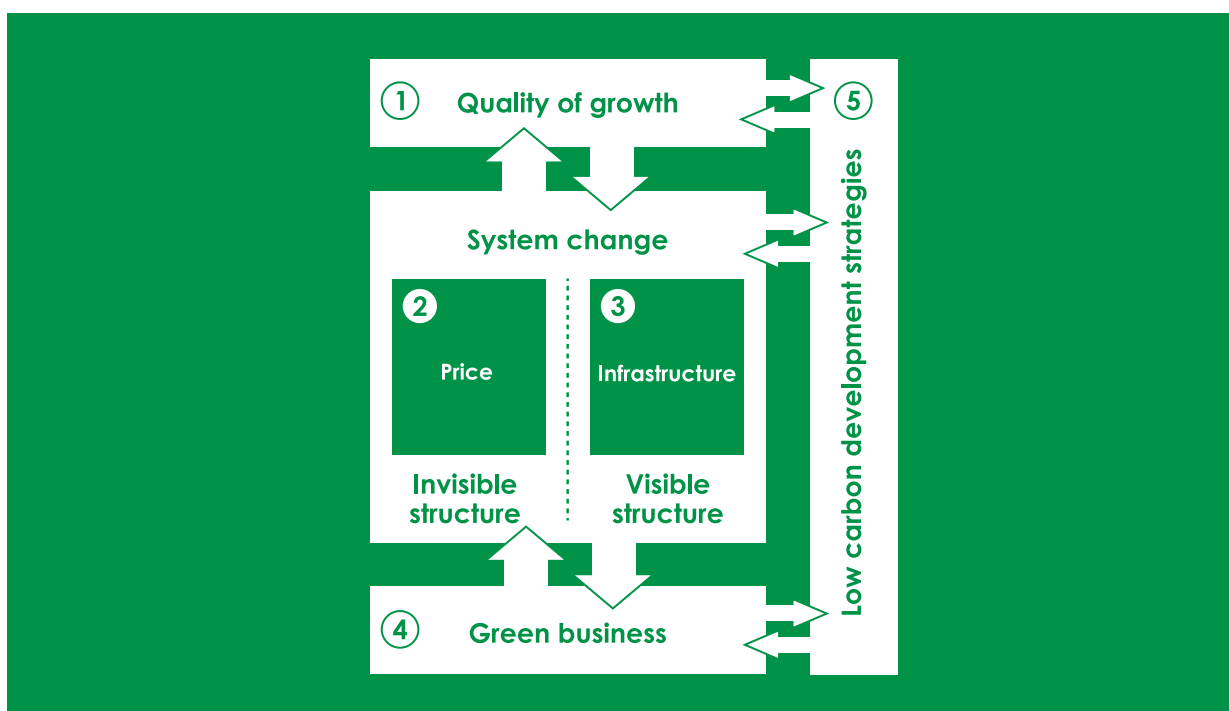 1
Quality of growth
System change
2
Price
Invisible
structure
3
Infrastructure
Visible
structure
4
Green business
5
Low carbon development strategies